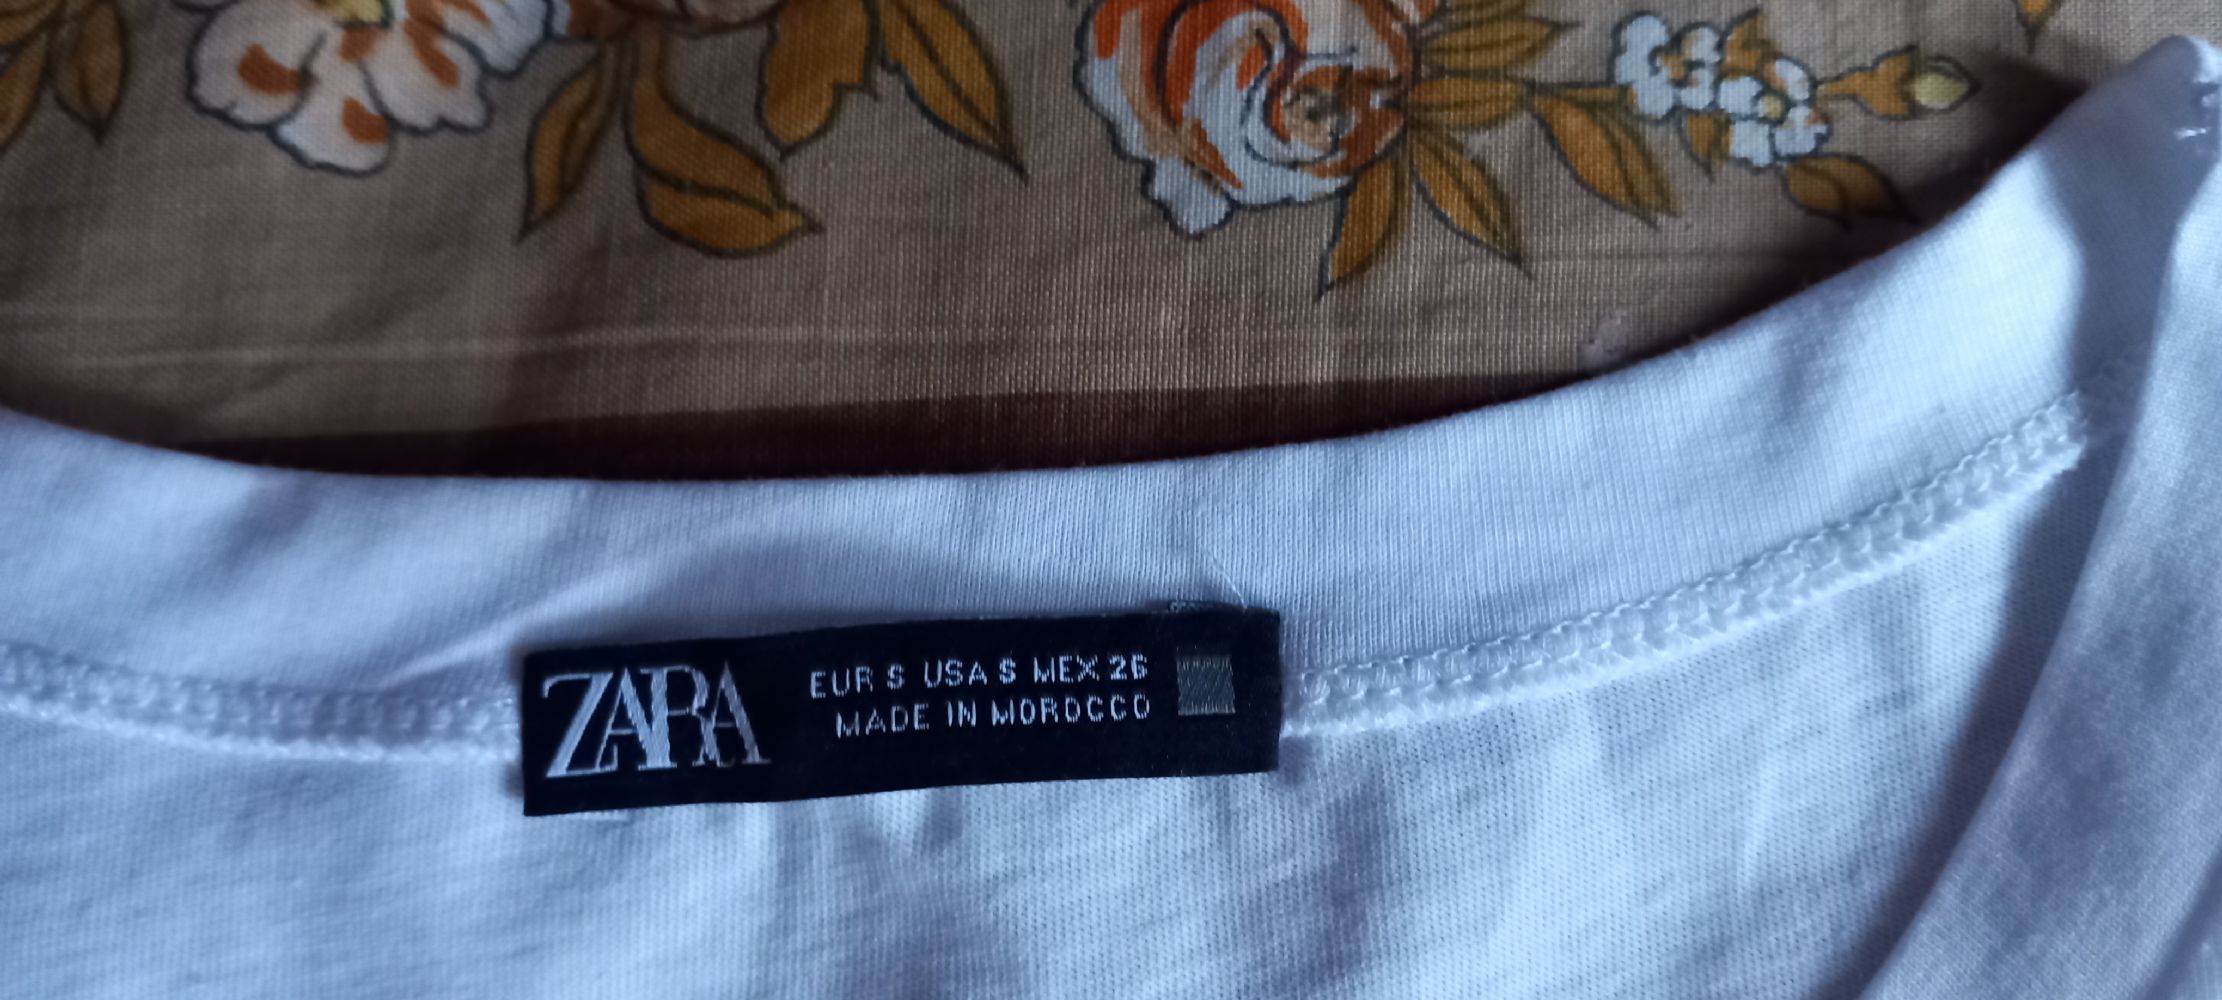 ZARA
EUR S USA S MEX 26
MADE IN MOROCCO